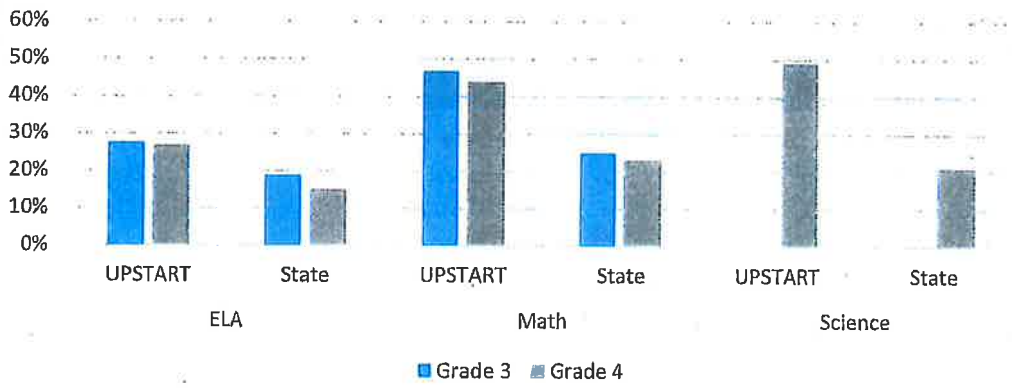 60%
50%
40%
30%
20%
10%
0%
UPSTART State UPSTART State UPSTART State
ELA Math Science
Grade 3 Grade 4